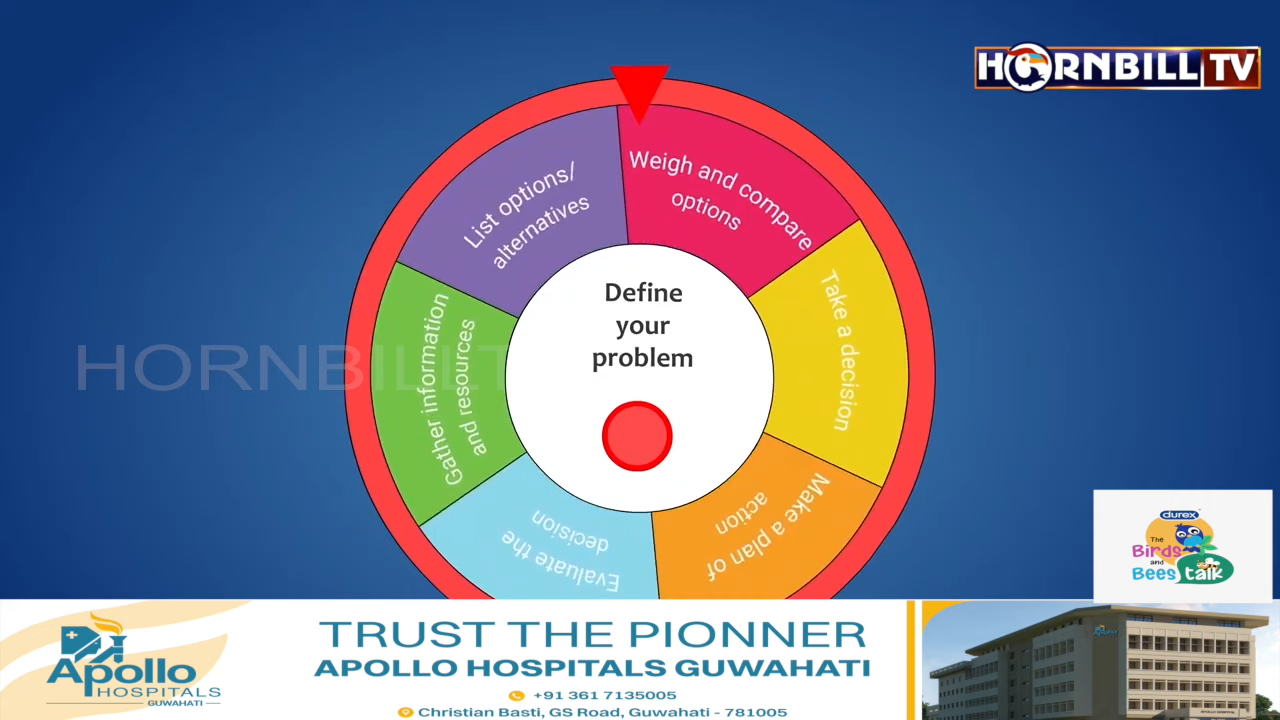 HORNBILL TV
Weigh and compare
options
List options/
alternatives
Take a decision
Define
your
problem
Gather information
and resources
HORNBILLT
Make a plan of
action
Evaluate the
decision
durex
The
Birds
and
Bees talk
Apollo
HOSPITALS
GUWAHATI
TRUST THE PIONNER
APOLLO HOSPITALS GUWAHATI
+91 361 7135005
Christian Basti, GS Road, Guwahati - 781005